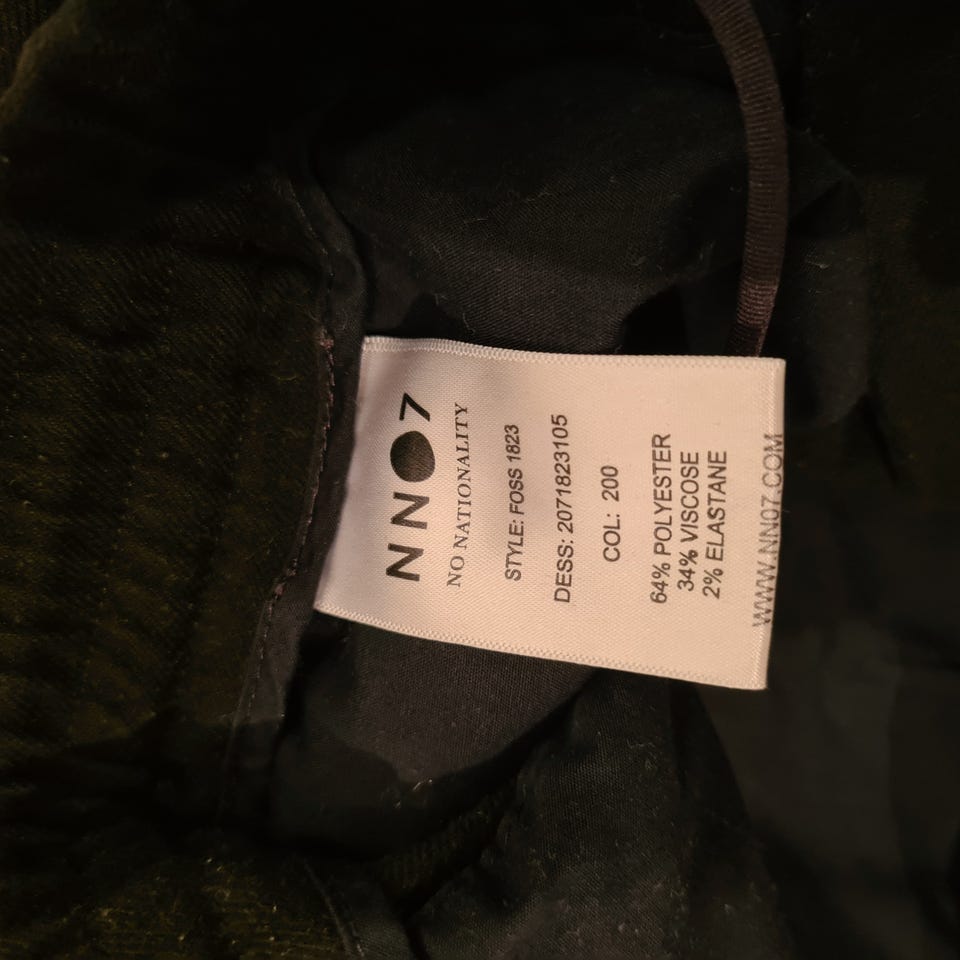 NN07
NO NATIONALITY
STYLE: FOSS 1823
DESS: 2071823105
COL: 200
64% POLYESTER
34% VISCOSE
2% ELASTANE
WWW.NN07.COM